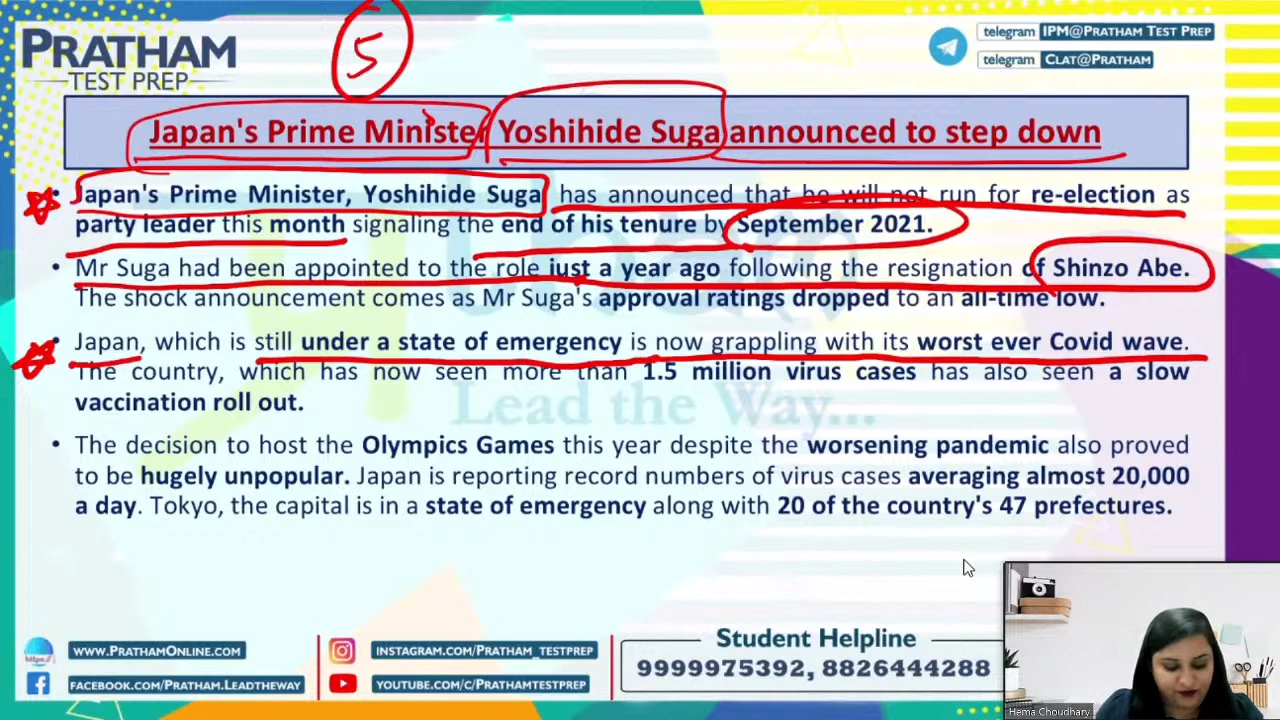 5
PRATHAM
TEST PREP
telegram IPM@PRATHAM TEST PREP
telegram CLAT@PRATHAM
Japan's Prime Minister Yoshihide Suga announced to step down
• Japan's Prime Minister, Yoshihide Suga has announced that he will not run for re-election as
party leader this month signaling the end of his tenure by September 2021.
• Mr Suga had been appointed to the role just a year ago following the resignation of Shinzo Abe.
The shock announcement comes as Mr Suga's approval ratings dropped to an all-time low.
• Japan, which is still under a state of emergency is now grappling with its worst ever Covid wave.
The country, which has now seen more than 1.5 million virus cases has also seen a slow
vaccination roll out.
Lead the Way...
• The decision to host the Olympics Games this year despite the worsening pandemic also proved
to be hugely unpopular. Japan is reporting record numbers of virus cases averaging almost 20,000
a day. Tokyo, the capital is in a state of emergency along with 20 of the country's 47 prefectures.
https://
WWW.PRATHAMONLINE.COM
FACEBOOK.COM/PRATHAM.LEADTHEWAY
INSTAGRAM.COM/PRATHAM_TESTPREP
YOUTUBE.COM/C/PRATHAMTESTPREP
Student Helpline
9999975392, 8826444288
Hema Choudhary